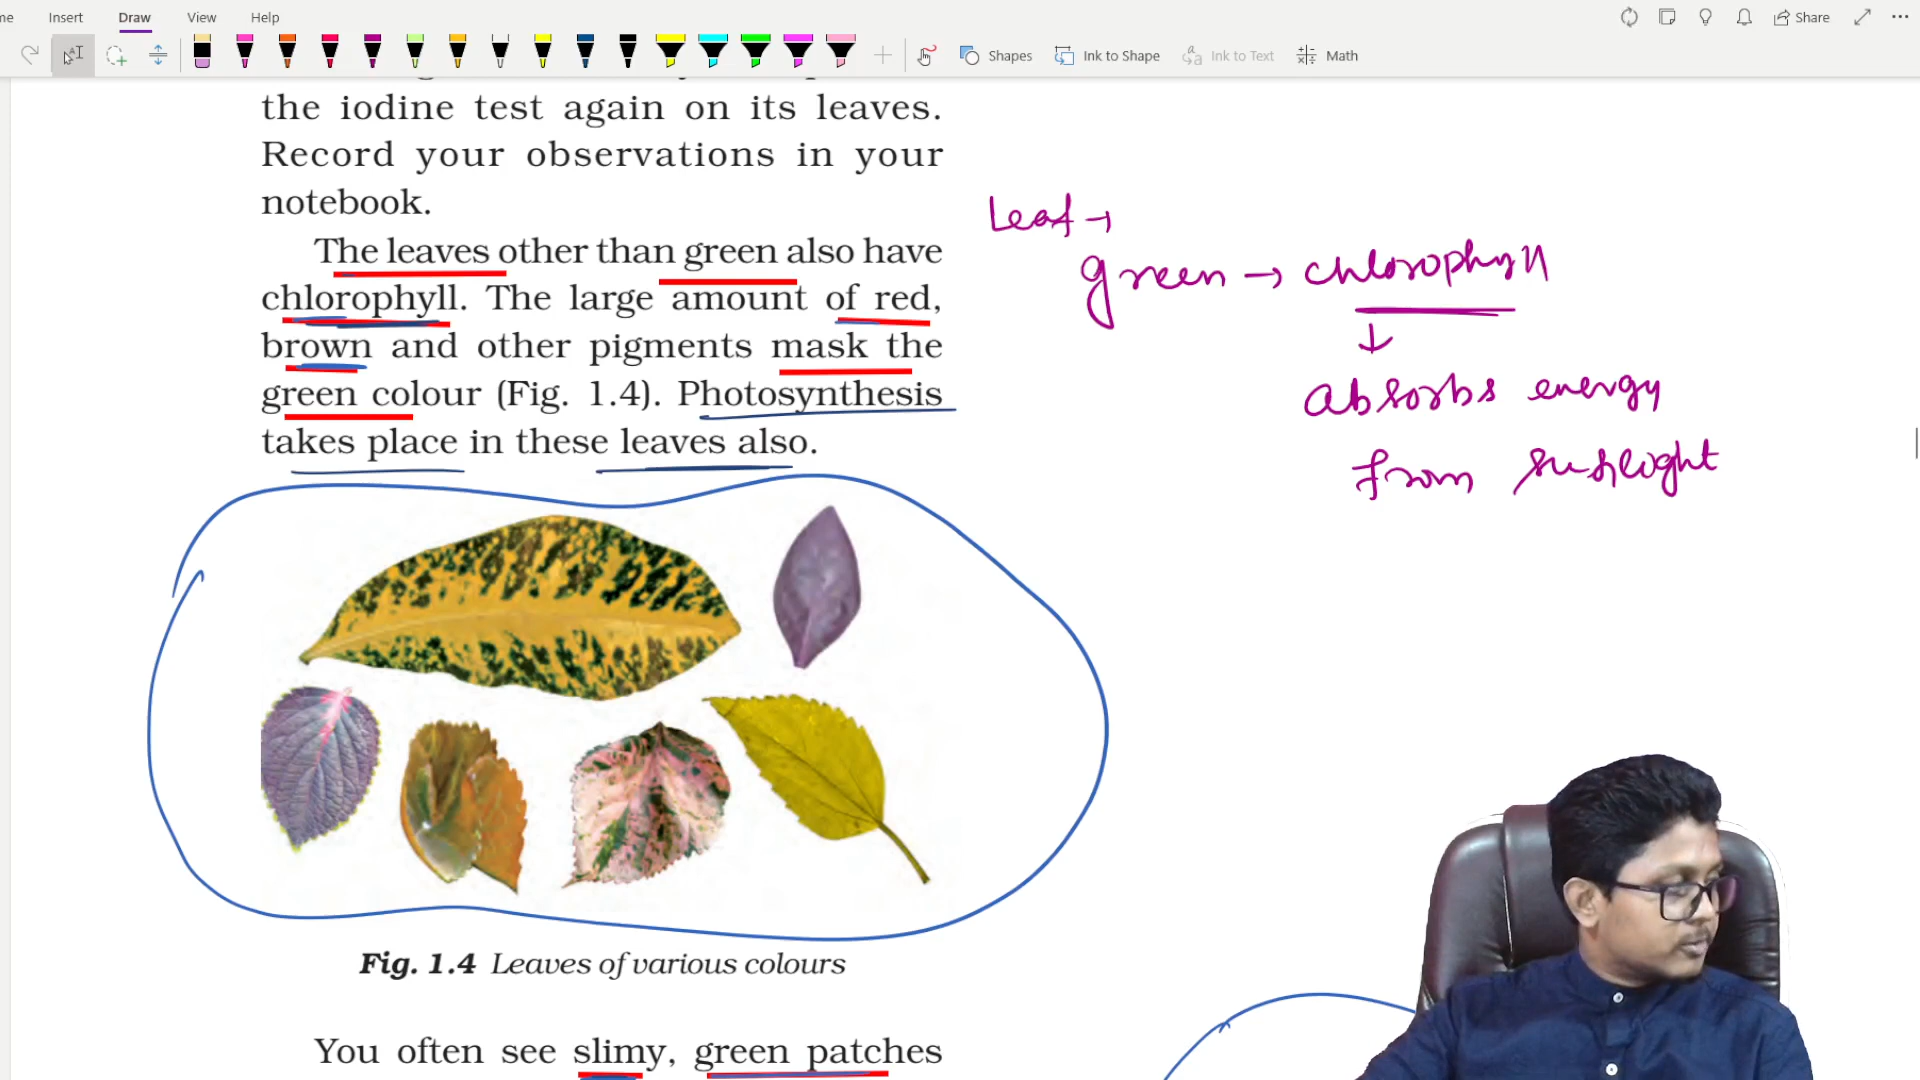 me Insert Draw View Help Share
Shapes Ink to Shape Ink to Text Math
the iodine test again on its leaves.
Record your observations in your
notebook.
The leaves other than green also have
chlorophyll. The large amount of red,
brown and other pigments mask the
green colour (Fig. 1.4). Photosynthesis
takes place in these leaves also.
Fig. 1.4 Leaves of various colours
You often see slimy, green patches
Leaf →
green → chlorophyll
↓
absorbs energy
from sunlight